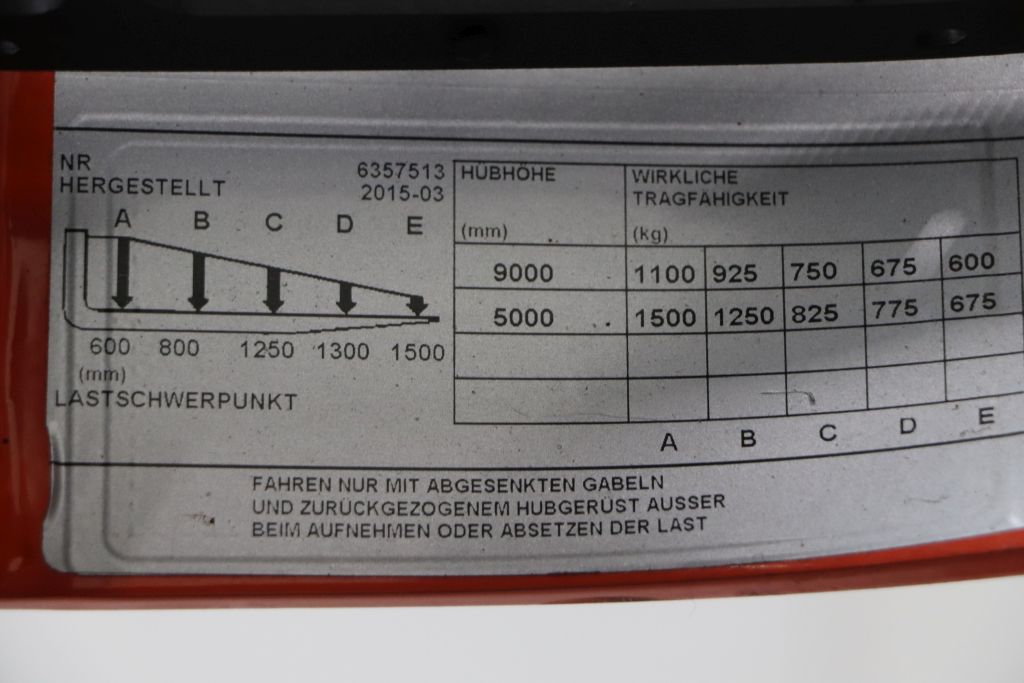 NR 6357513
HERGESTELLT 2015-03
A B C D E
600 800 1250 1300 1500
(mm)
LASTSCHWERPUNKT
HÜBHÖHE WIRKLICHE
TRAGFÄHIGKEIT
(mm) (kg)
9000 1100 925 750 675 600
5000 1500 1250 825 775 675
A B C D E
FAHREN NUR MIT ABGESENKTEN GABELN
UND ZURÜCKGEZOGENEM HUBGERÜST AUSSER
BEIM AUFNEHMEN ODER ABSETZEN DER LAST